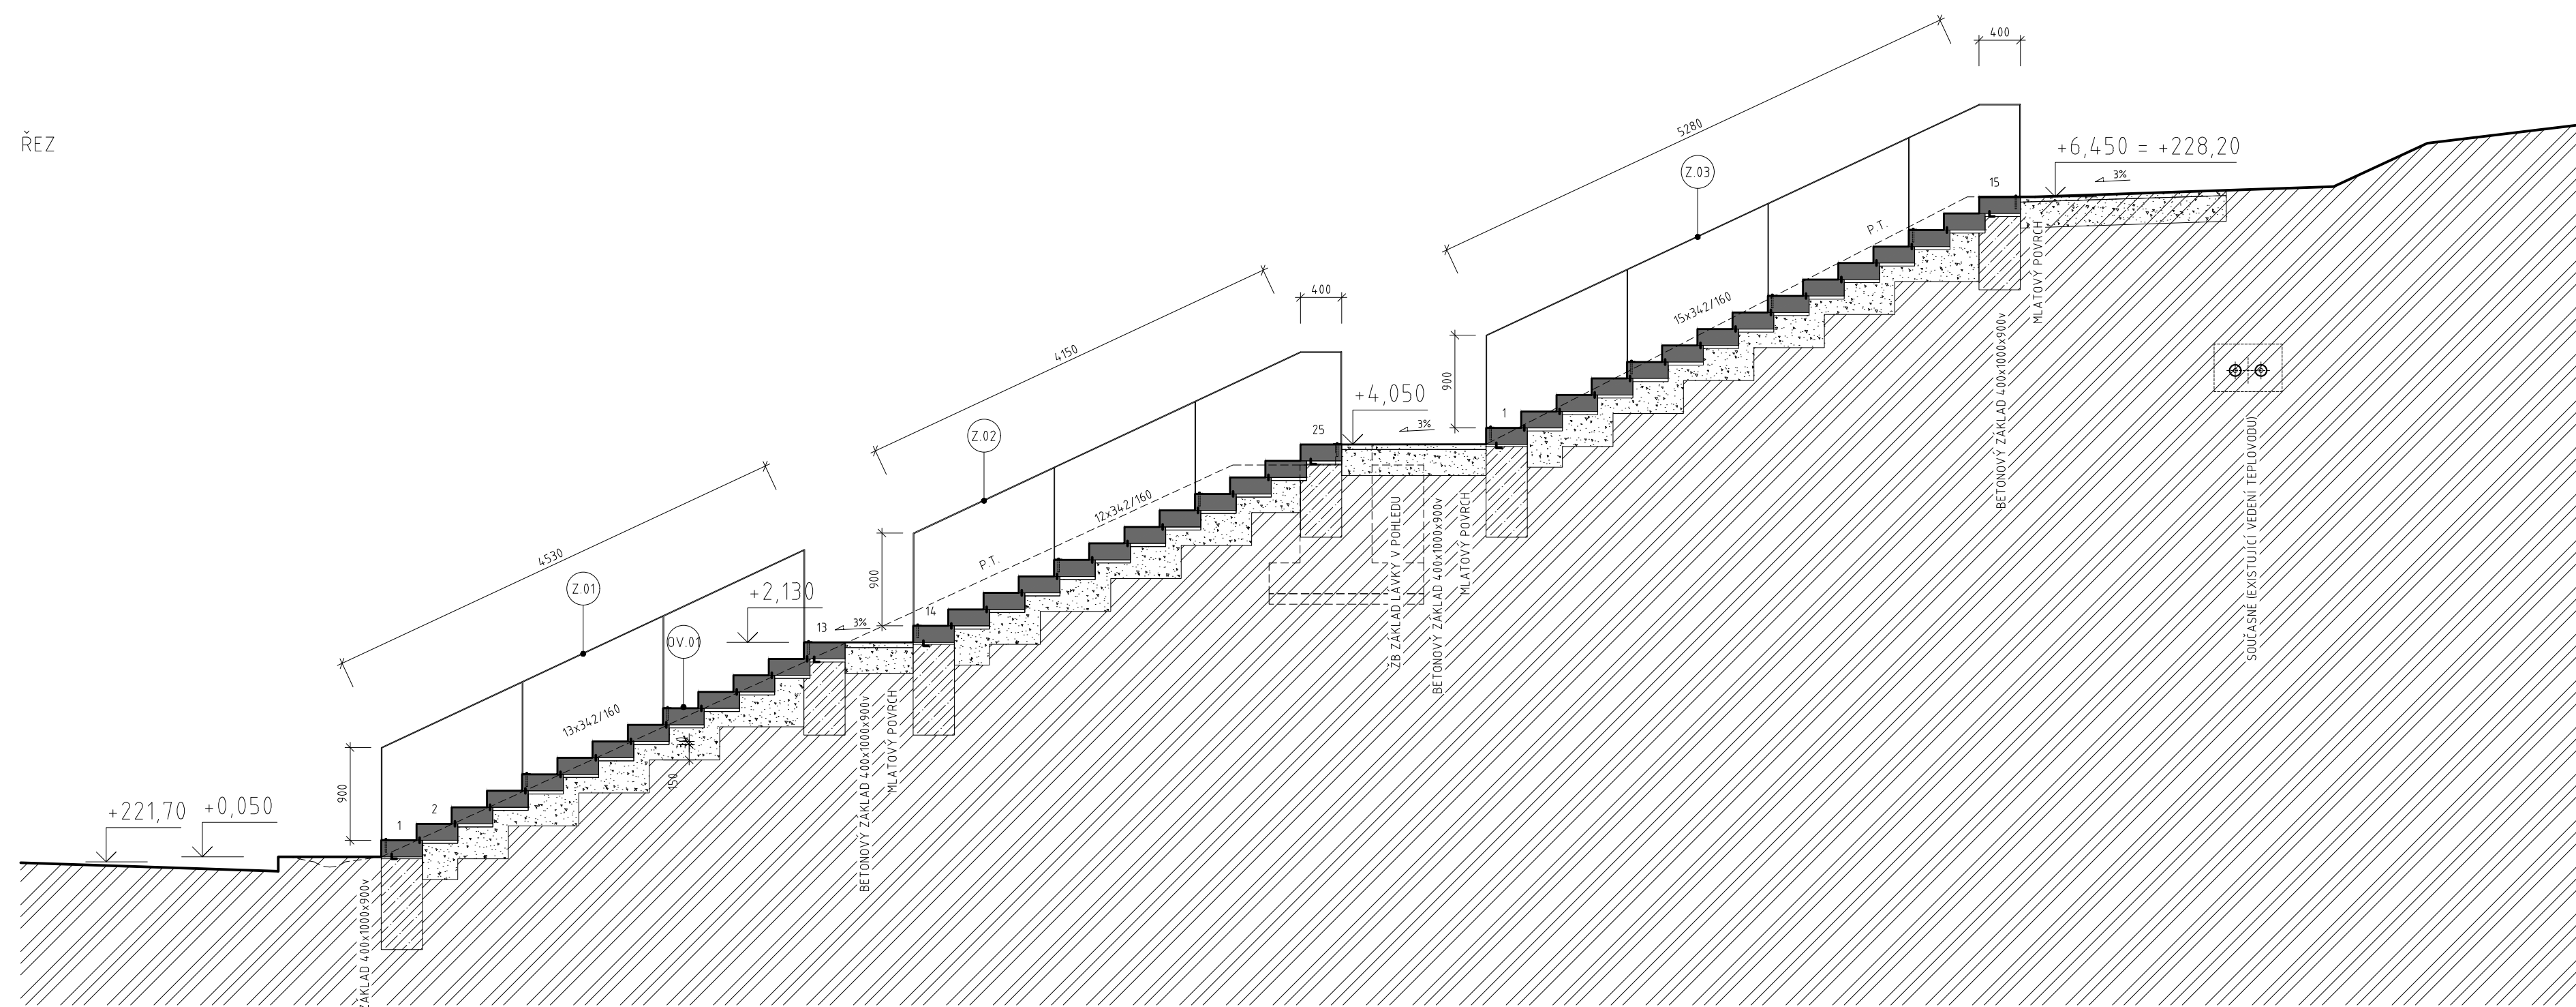 ŘEZ
400
5280
Z.03
+6,450 = +228,20
3%
15
P.T.
15x342/160
MLATOVÝ POVRCH
BETONOVÝ ZÁKLAD 400x1000x900v
SOUČASNÉ (EXISTUJÍCÍ VEDENÍ TEPLOVODU)
900
1
400
4150
Z.02
+4,050
3%
25
12x342/160
P.T.
ŽB ZÁKLAD LÁVKY V POHLEDU
BETONOVÝ ZÁKLAD 400x1000x900v
MLATOVÝ POVRCH
900
14
4530
Z.01
OV.01
+2,130
13
3%
13x342/160
30
150
BETONOVÝ ZÁKLAD 400x1000x900v
MLATOVÝ POVRCH
900
1
2
+221,70
+0,050
ZÁKLAD 400x1000x900v